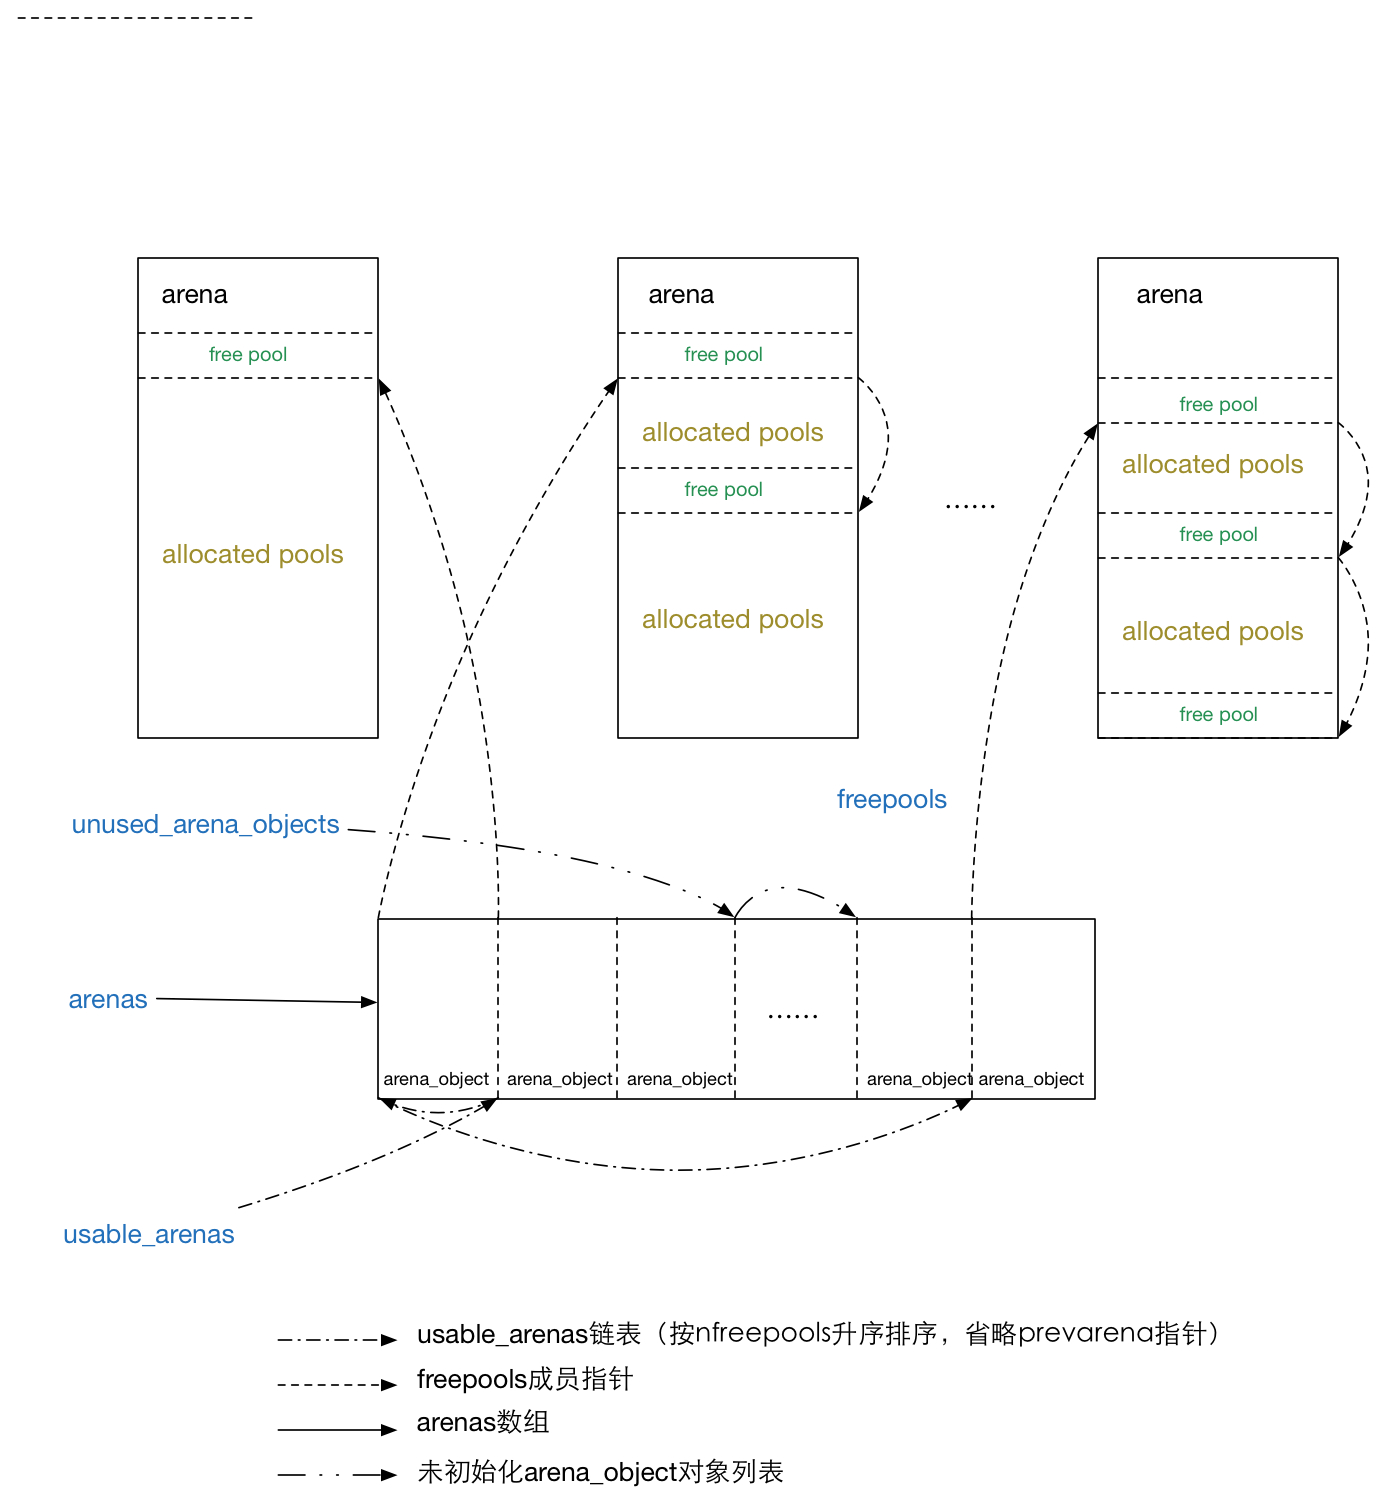 arena
arena
arena
free pool
free pool
free pool
allocated pools
allocated pools
free pool
……
free pool
allocated pools
allocated pools
allocated pools
free pool
freepools
unused_arena_objects
arenas
……
arena_object
arena_object
arena_object
arena_object
arena_object
usable_arenas
usable_arenas链表（按nfreepools升序排序，省略prevarena指针）
freepools成员指针
arenas数组
未初始化arena_object对象列表